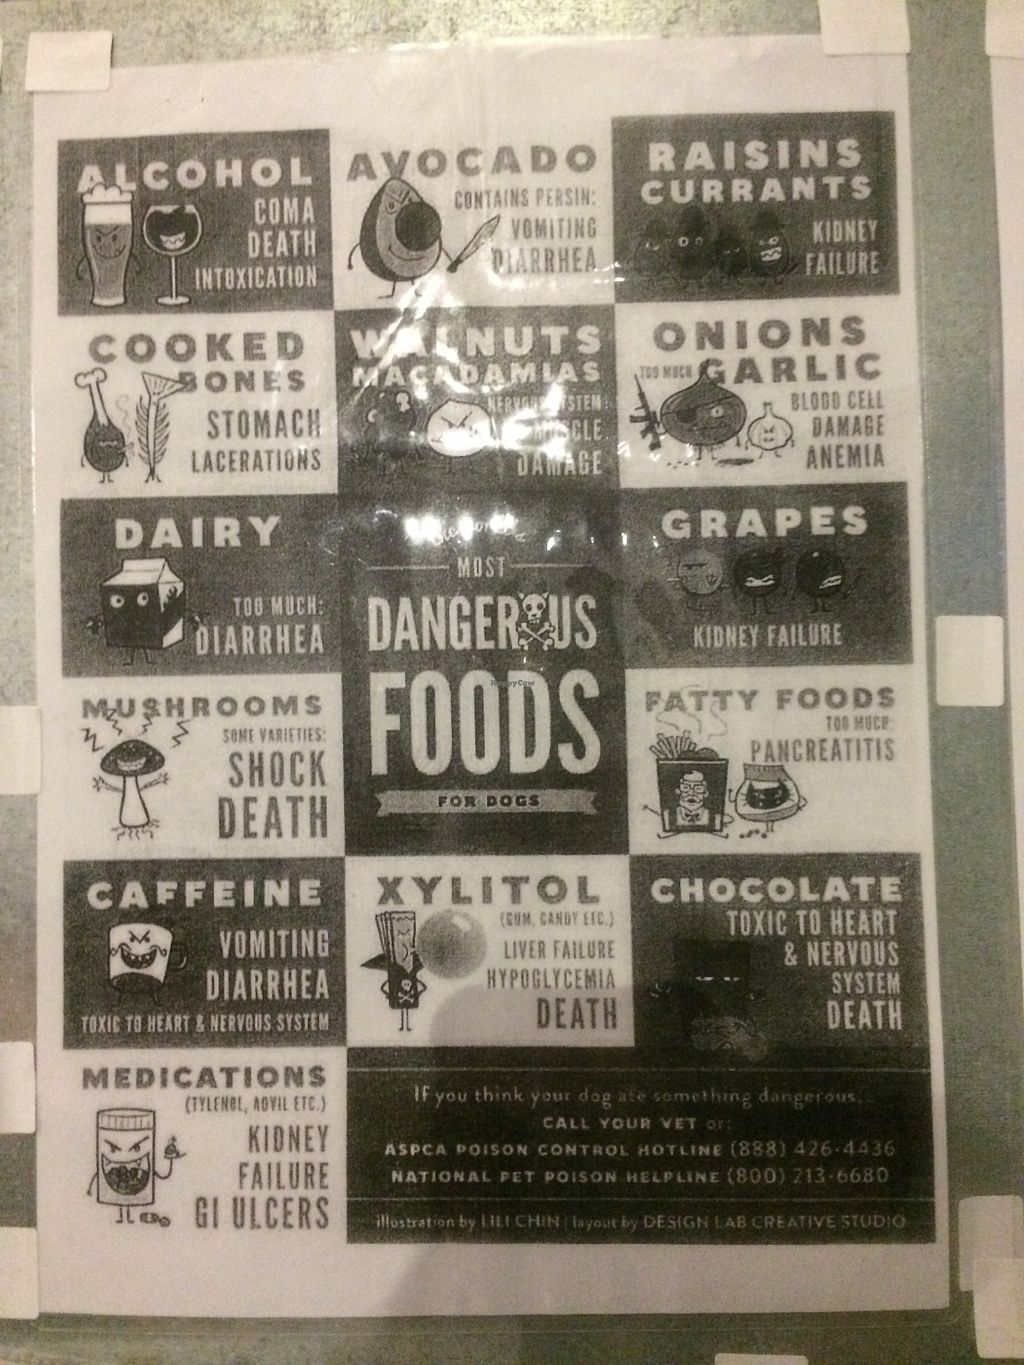 ALCOHOL
COMA
DEATH
INTOXICATION
AVOCADO
CONTAINS PERSIN:
VOMITING
DIARRHEA
RAISINS
CURRANTS
KIDNEY
FAILURE
COOKED
BONES
STOMACH
LACERATIONS
WALNUTS
MACADAMIAS
NERVOUS SYSTEM
MUSCLE
DAMAGE
ONIONS
TOO MUCH GARLIC
BLOOD CELL
DAMAGE
ANEMIA
DAIRY
TOO MUCH:
DIARRHEA
MOST
DANGEROUS
FOODS
FOR DOGS
HappyCow
GRAPES
KIDNEY FAILURE
MUSHROOMS
SOME VARIETIES:
SHOCK
DEATH
FATTY FOODS
TOO MUCH:
PANCREATITIS
CAFFEINE
VOMITING
DIARRHEA
TOXIC TO HEART & NERVOUS SYSTEM
XYLITOL
(GUM, CANDY ETC.)
LIVER FAILURE
HYPOGLYCEMIA
DEATH
CHOCOLATE
TOXIC TO HEART
& NERVOUS
SYSTEM
DEATH
MEDICATIONS
(TYLENOL, ADVIL ETC.)
KIDNEY
FAILURE
GI ULCERS
If you think your dog ate something dangerous,
CALL YOUR VET or:
ASPCA POISON CONTROL HOTLINE (888) 426-4436
NATIONAL PET POISON HELPLINE (800) 213-6680
illustration by LILI CHIN | layout by DESIGN LAB CREATIVE STUDIO